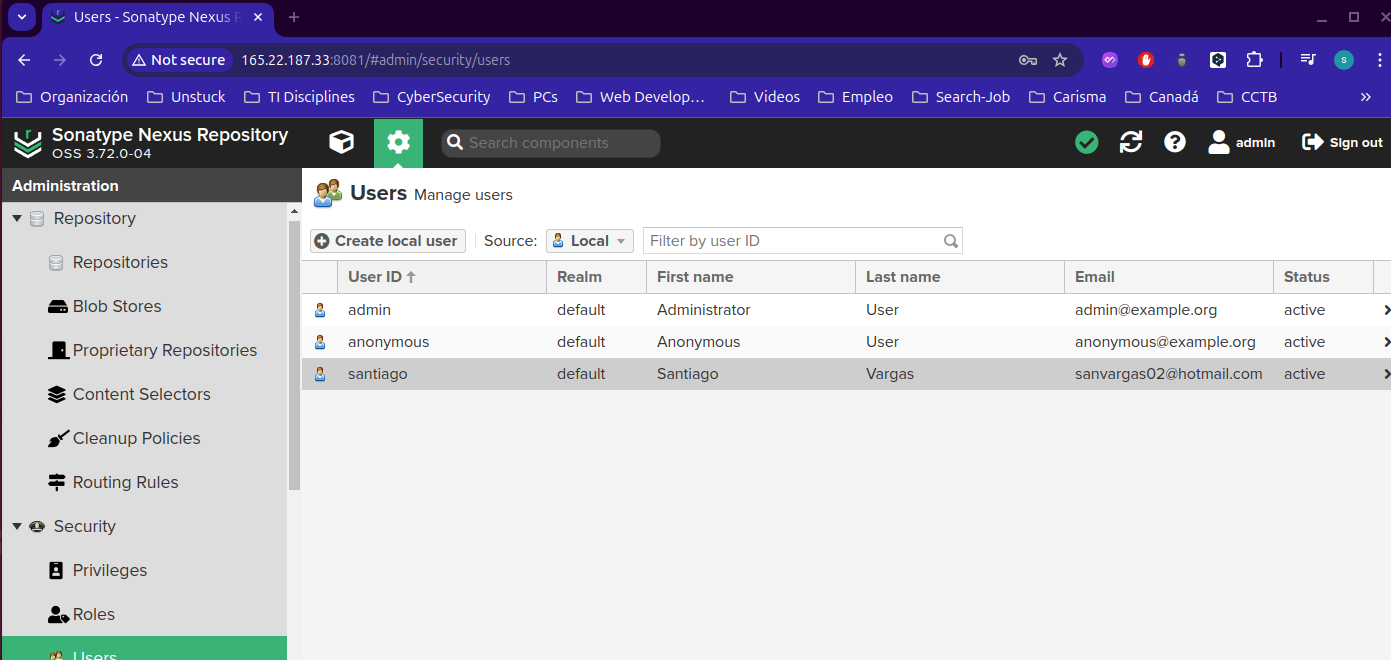 Users - Sonatype Nexus R
Not secure 165.22.187.33:8081/#admin/security/users S
Organización Unstuck TI Disciplines CyberSecurity PCs Web Develop… Videos Empleo Search-Job Carisma Canadá CCTB »
Sonatype Nexus Repository
OSS 3.72.0-04
Search components
admin Sign out
Administration
Repository
Repositories
Blob Stores
Proprietary Repositories
Content Selectors
Cleanup Policies
Routing Rules
Security
Privileges
Roles
Users
Users Manage users
Create local user Source: Local Filter by user ID
User ID Realm First name Last name Email Status
admin default Administrator User admin@example.org active
anonymous default Anonymous User anonymous@example.org active
santiago default Santiago Vargas sanvargas02@hotmail.com active